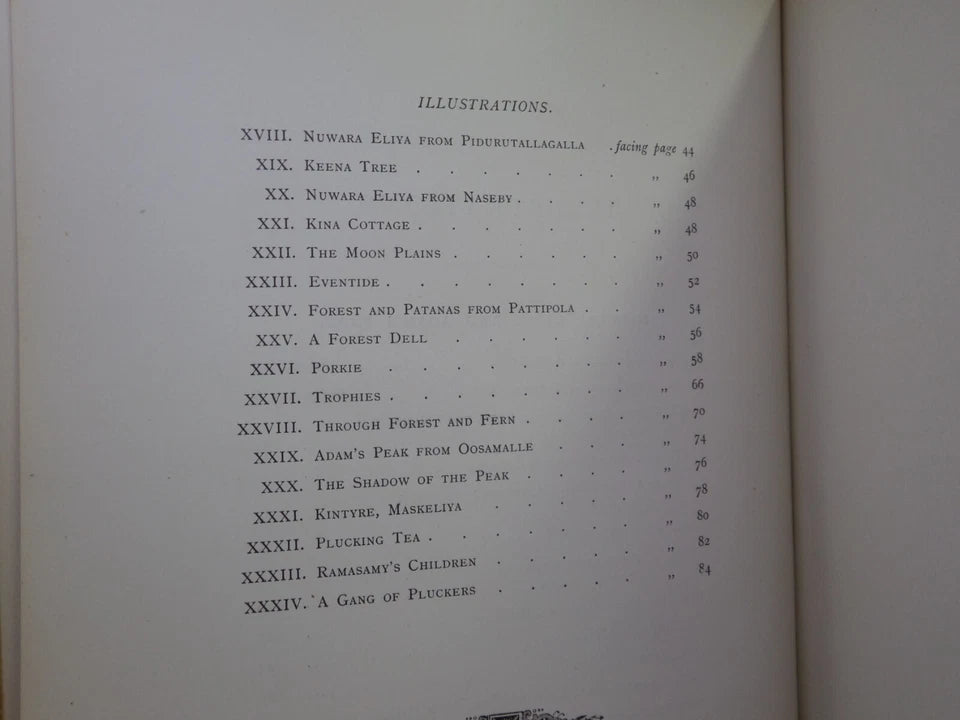 ILLUSTRATIONS.
XVIII. NUWARA ELIYA FROM PIDURUTALLAGALLA . facing page 44
XIX. KEENA TREE . . . . . . . „ 46
XX. NUWARA ELIYA FROM NASEBY . . . . „ 48
XXI. KINA COTTAGE . . . . . . „ 48
XXII. THE MOON PLAINS . . . . . . „ 50
XXIII. EVENTIDE . . . . . . . „ 52
XXIV. FOREST AND PATANAS FROM PATTIPOLA . . „ 54
XXV. A FOREST DELL . . . . . „ 56
XXVI. PORKIE . . . . . . . „ 58
XXVII. TROPHIES . . . . . . . „ 66
XXVIII. THROUGH FOREST AND FERN . . . . „ 70
XXIX. ADAM'S PEAK FROM OOSAMALLE . . . „ 74
XXX. THE SHADOW OF THE PEAK . . . . „ 76
XXXI. KINTYRE, MASKELIYA . . . . . „ 78
XXXII. PLUCKING TEA . . . . . . „ 80
XXXIII. RAMASAMY'S CHILDREN . . . . . „ 82
XXXIV. A GANG OF PLUCKERS . . . . . „ 84